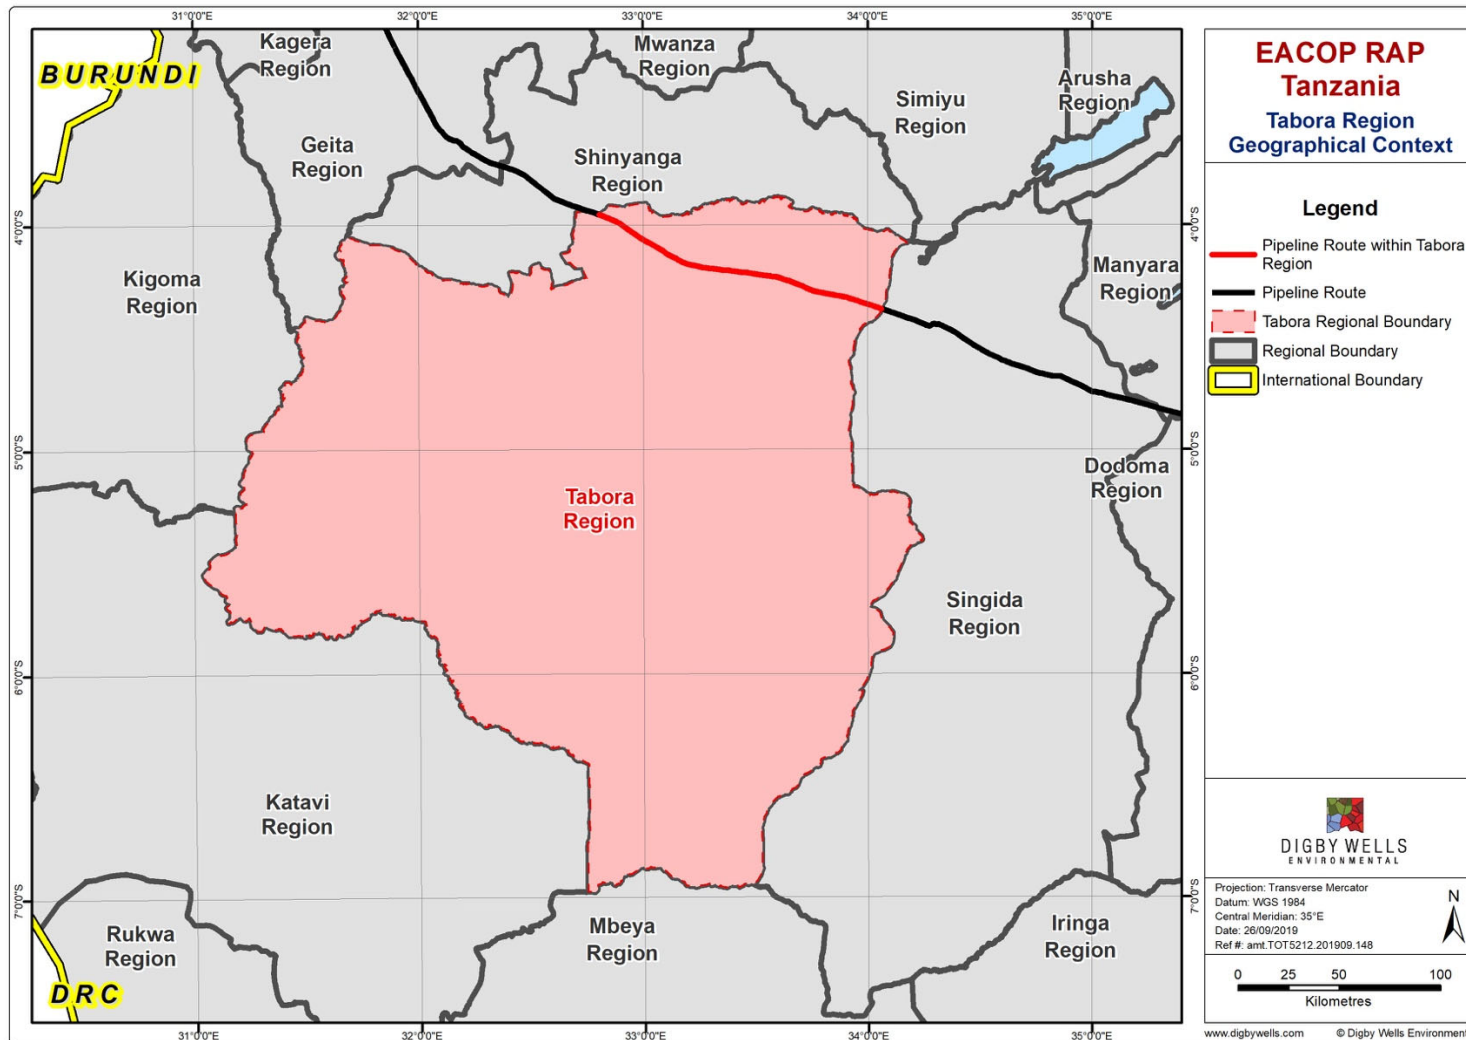 31°0'0"E
32°0'0"E
33°0'0"E
34°0'0"E
35°0'0"E
BURUNDI
Kagera
Region
Mwanza
Region
Simiyu
Region
Arusha
Region
Geita
Region
Shinyanga
Region
Kigoma
Region
Manyara
Region
Tabora
Region
Dodoma
Region
Singida
Region
Katavi
Region
Rukwa
Region
Mbeya
Region
Iringa
Region
DRC
4°0'0"S
5°0'0"S
6°0'0"S
7°0'0"S
4°0'0"S
5°0'0"S
6°0'0"S
7°0'0"S
31°0'0"E
32°0'0"E
33°0'0"E
34°0'0"E
35°0'0"E
EACOP RAP
Tanzania
Tabora Region
Geographical Context
Legend
Pipeline Route within Tabora
Region
Pipeline Route
Tabora Regional Boundary
Regional Boundary
International Boundary
DIGBY WELLS
ENVIRONMENTAL
Projection: Transverse Mercator
Datum: WGS 1984
Central Meridian: 35°E
Date: 26/09/2019
Ref #: amt.TOT5212.201909.148
N
0 25 50 100
Kilometres
www.digbywells.com © Digby Wells Environment